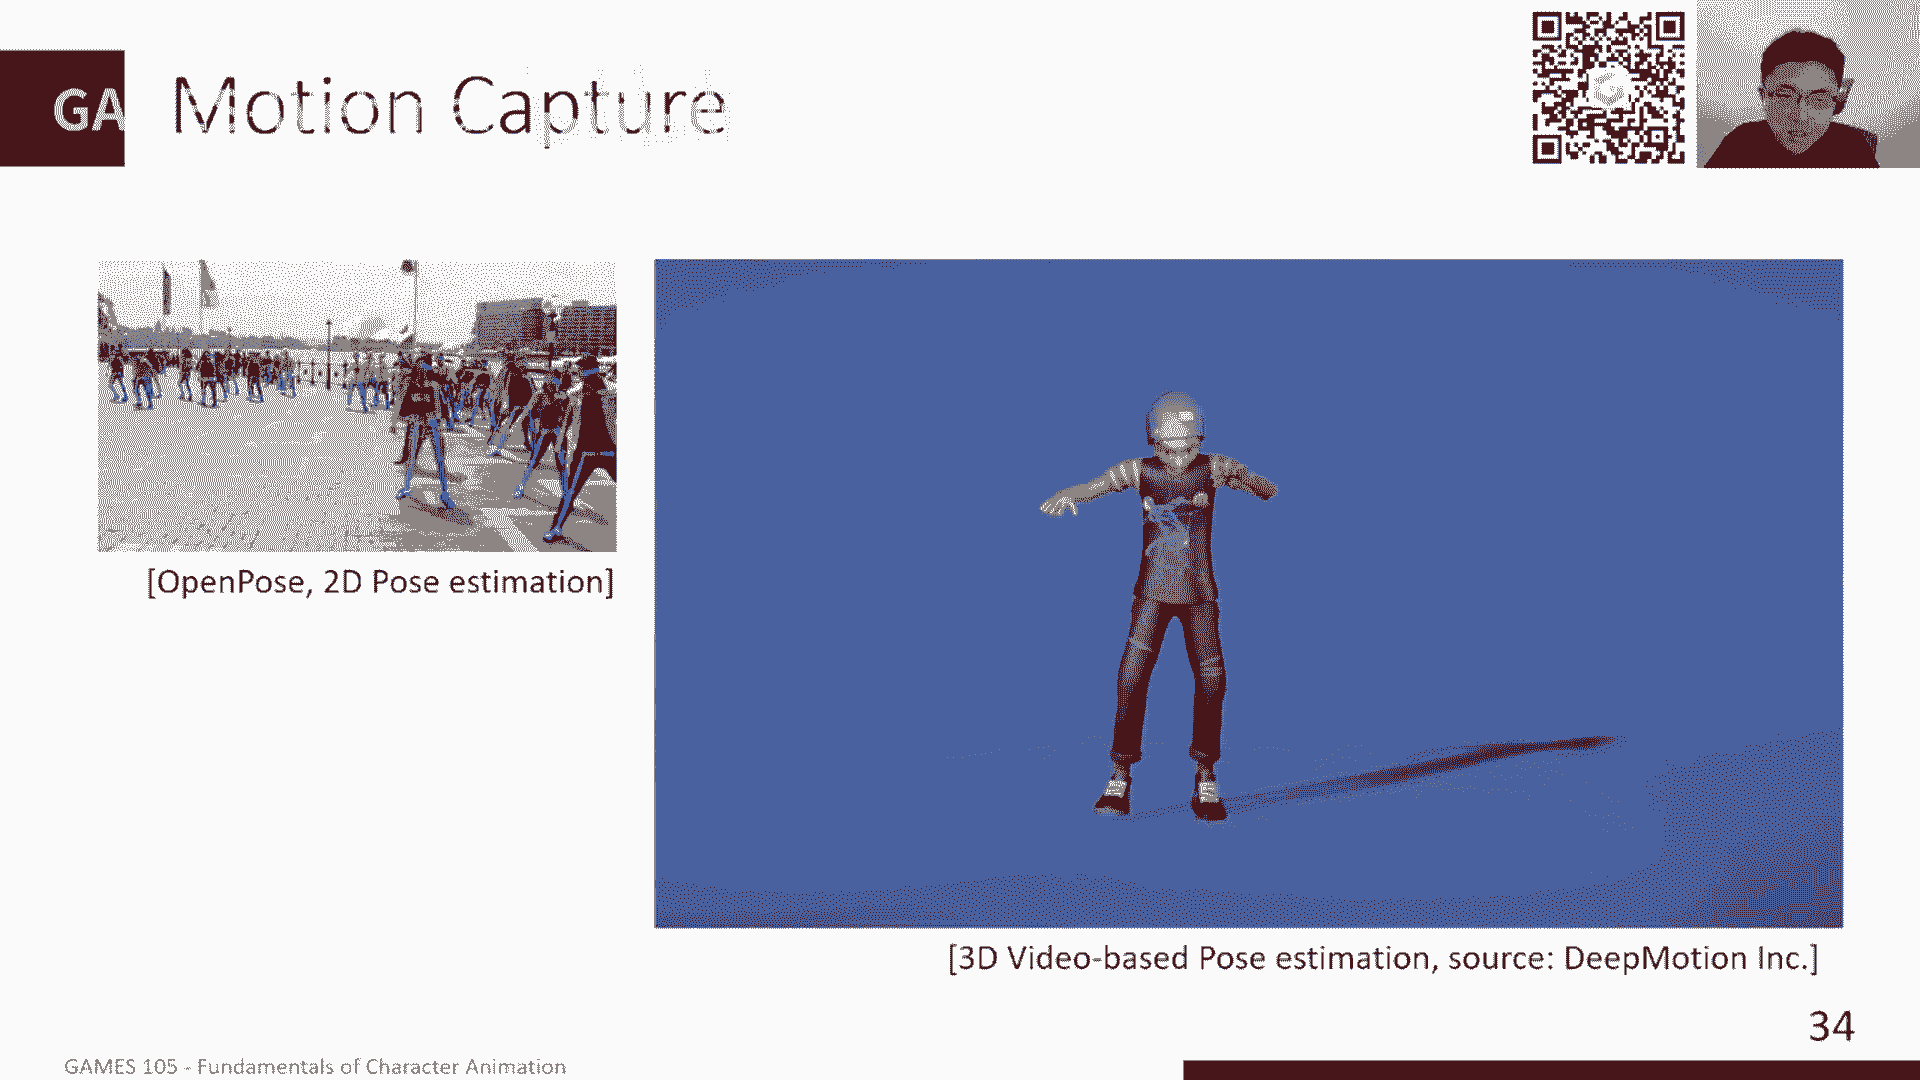 GA
Motion Capture
[OpenPose, 2D Pose estimation]
[3D Video-based Pose estimation, source: DeepMotion Inc.]
34
GAMES 105 - Fundamentals of Character Animation